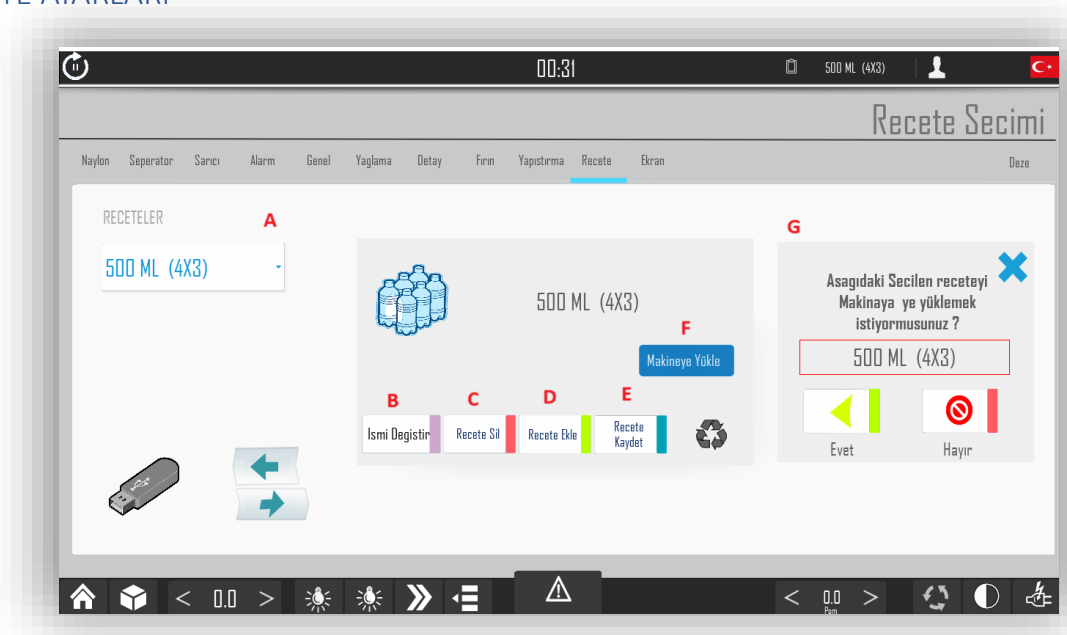 00:31
500 ML (4X3)
Recete Secimi
Naylon Seperator Sarıcı Alarm Genel Yaglama Detay Fırın Yapıstırma Recete Ekran Deze
RECETELER
A
500 ML (4X3)
500 ML (4X3)
F
Makineye Yükle
B C D E
Ismi Degistir
Recete Sil
Recete Ekle
Recete
Kaydet
G
Asagıdaki Secilen receteyi
Makinaya ye yüklemek
istiyormusunuz ?
500 ML (4X3)
Evet Hayır
< 0.0 >
< 0.0 >
Pam